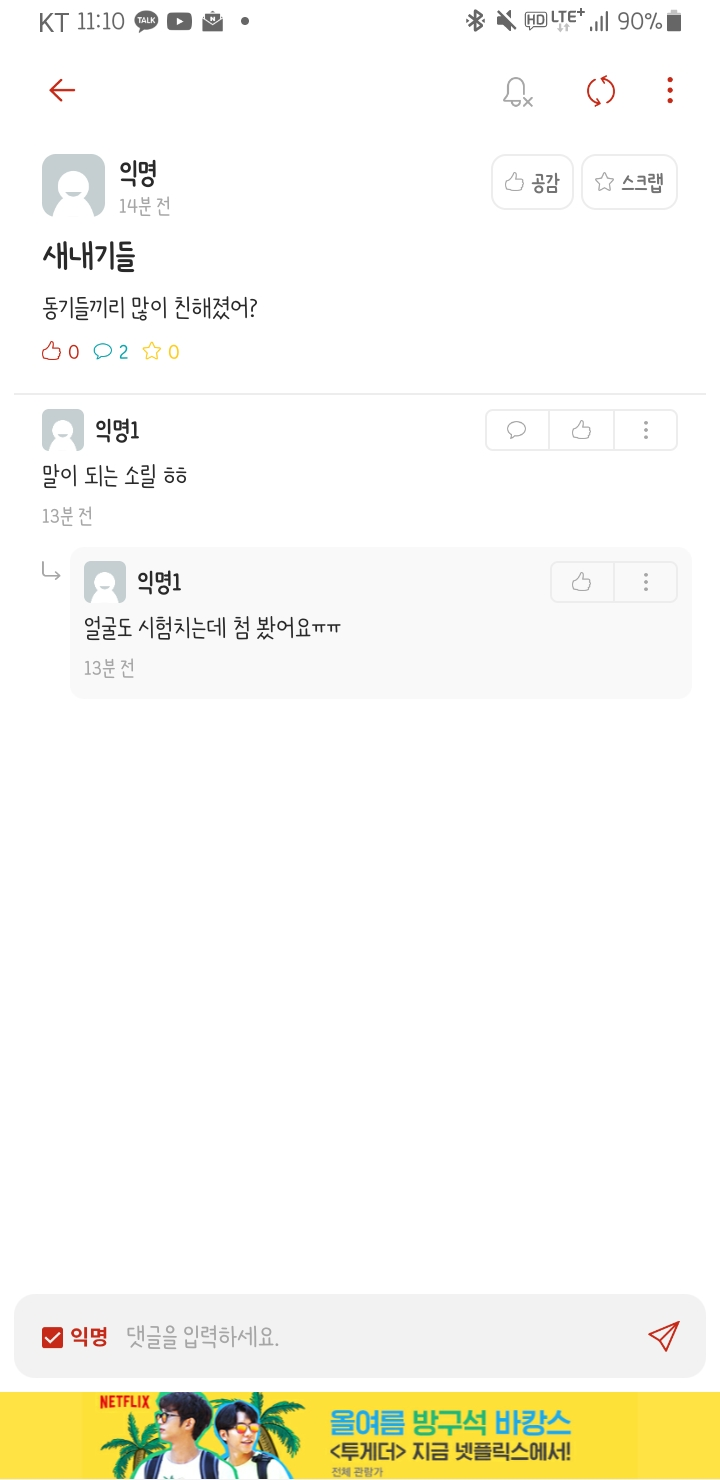 KT 11:10 TALK N HD LTE+ 90%
익명
14분 전
공감 스크랩
새내기들
동기들끼리 많이 친해졌어?
0 2 0
익명1
말이 되는 소릴 ㅎㅎ
13분 전
익명1
얼굴도 시험치는데 첨 봤어요ㅠㅠ
13분 전
익명 댓글을 입력하세요.
NETFLIX
올여름 방구석 바캉스
<투게더> 지금 넷플릭스에서!
전체 관람가